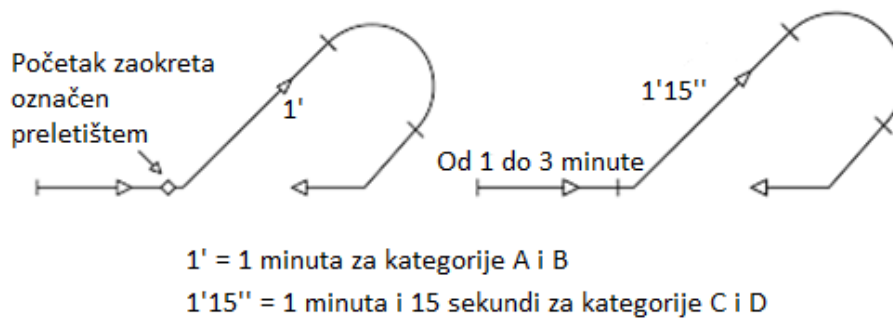 Početak zaokreta
označen
preletištem
1'
1'15''
Od 1 do 3 minute
1' = 1 minuta za kategorije A i B
1'15'' = 1 minuta i 15 sekundi za kategorije C i D